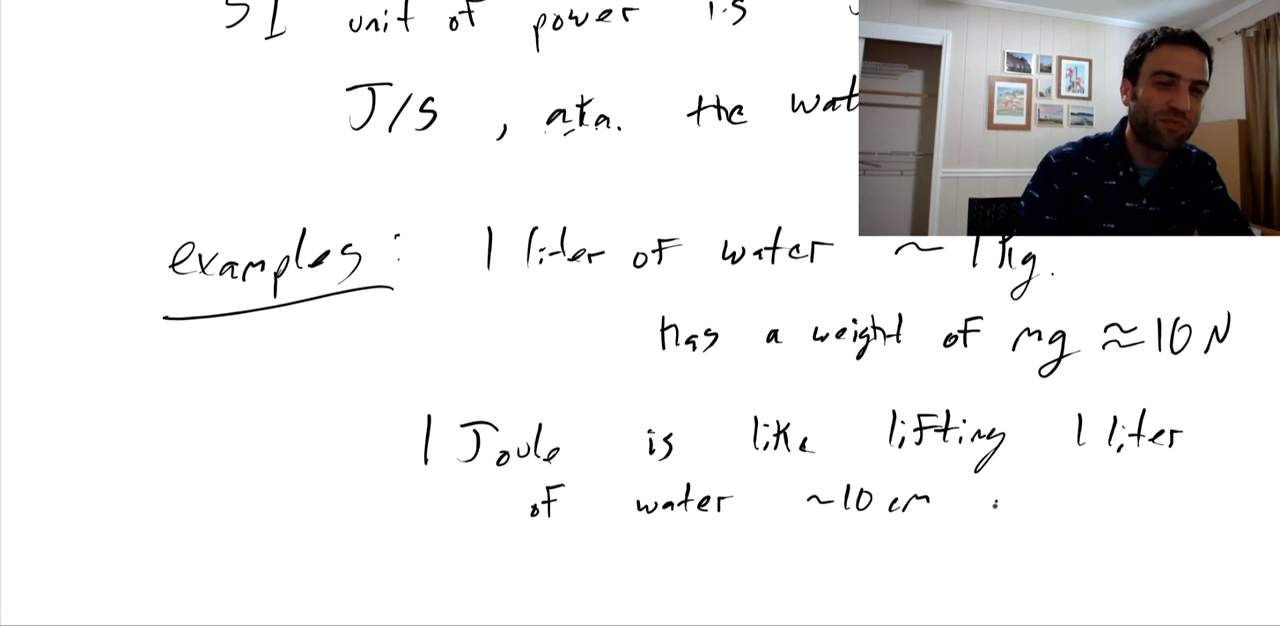 SI unit of power is
J/s, aka. the wat
examples: 1 liter of water ~ 1 kg.
has a weight of mg ≈ 10 N
1 Joule is like lifting 1 liter
of water ~10 cm .